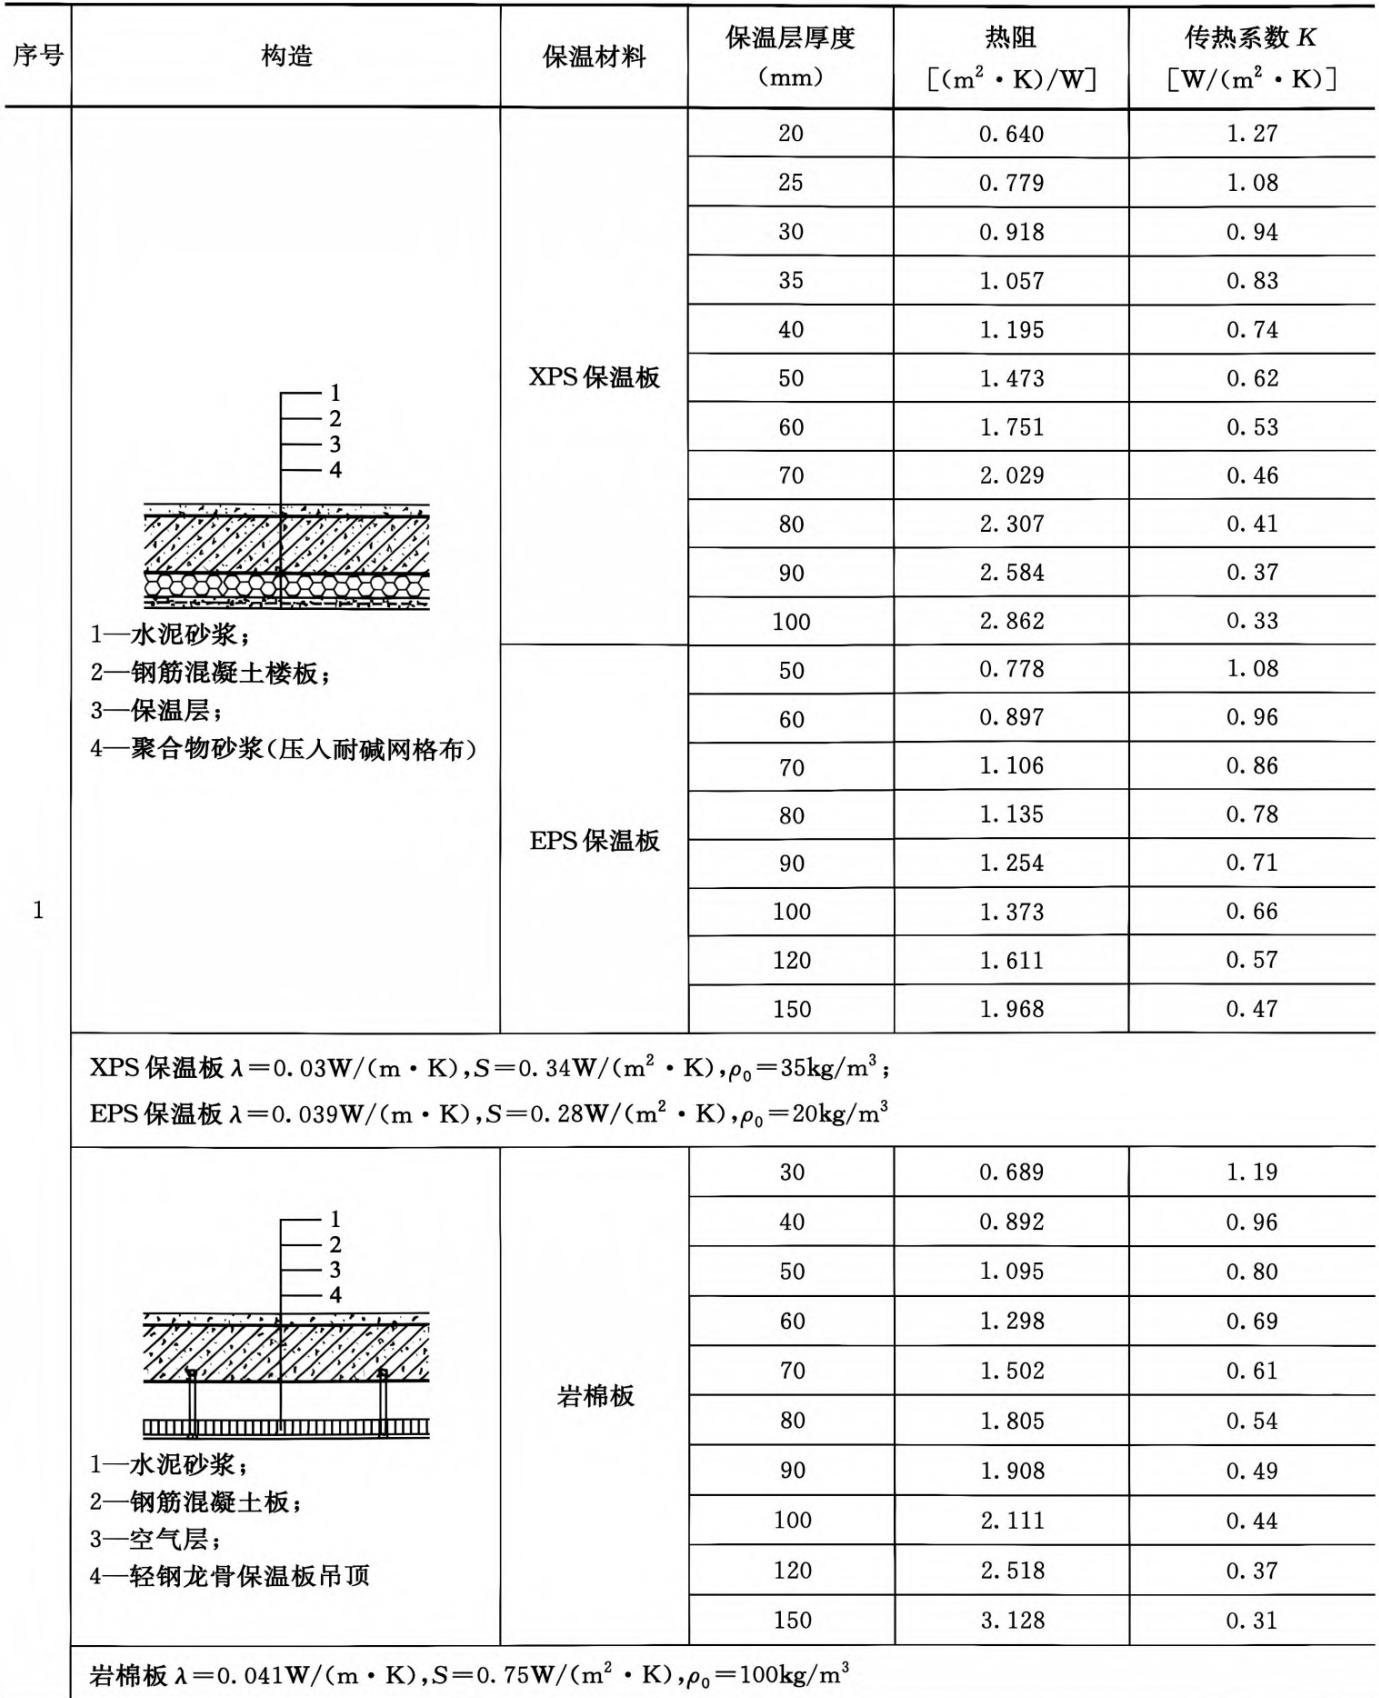 序号 构造 保温材料 保温层厚度 (mm) 热阻 [(m²·K)/W] 传热系数 K [W/(m²·K)]
1
1
2
3
4
1—水泥砂浆;
2—钢筋混凝土楼板;
3—保温层;
4—聚合物砂浆(压入耐碱网格布)
XPS保温板
20 0.640 1.27
25 0.779 1.08
30 0.918 0.94
35 1.057 0.83
40 1.195 0.74
50 1.473 0.62
60 1.751 0.53
70 2.029 0.46
80 2.307 0.41
90 2.584 0.37
100 2.862 0.33
EPS保温板
50 0.778 1.08
60 0.897 0.96
70 1.106 0.86
80 1.135 0.78
90 1.254 0.71
100 1.373 0.66
120 1.611 0.57
150 1.968 0.47
XPS保温板 λ=0.03W/(m·K),S=0.34W/(m²·K),ρ₀=35kg/m³;
EPS保温板 λ=0.039W/(m·K),S=0.28W/(m²·K),ρ₀=20kg/m³
1
2
3
4
1—水泥砂浆;
2—钢筋混凝土板;
3—空气层;
4—轻钢龙骨保温板吊顶
岩棉板
30 0.689 1.19
40 0.892 0.96
50 1.095 0.80
60 1.298 0.69
70 1.502 0.61
80 1.805 0.54
90 1.908 0.49
100 2.111 0.44
120 2.518 0.37
150 3.128 0.31
岩棉板 λ=0.041W/(m·K),S=0.75W/(m²·K),ρ₀=100kg/m³